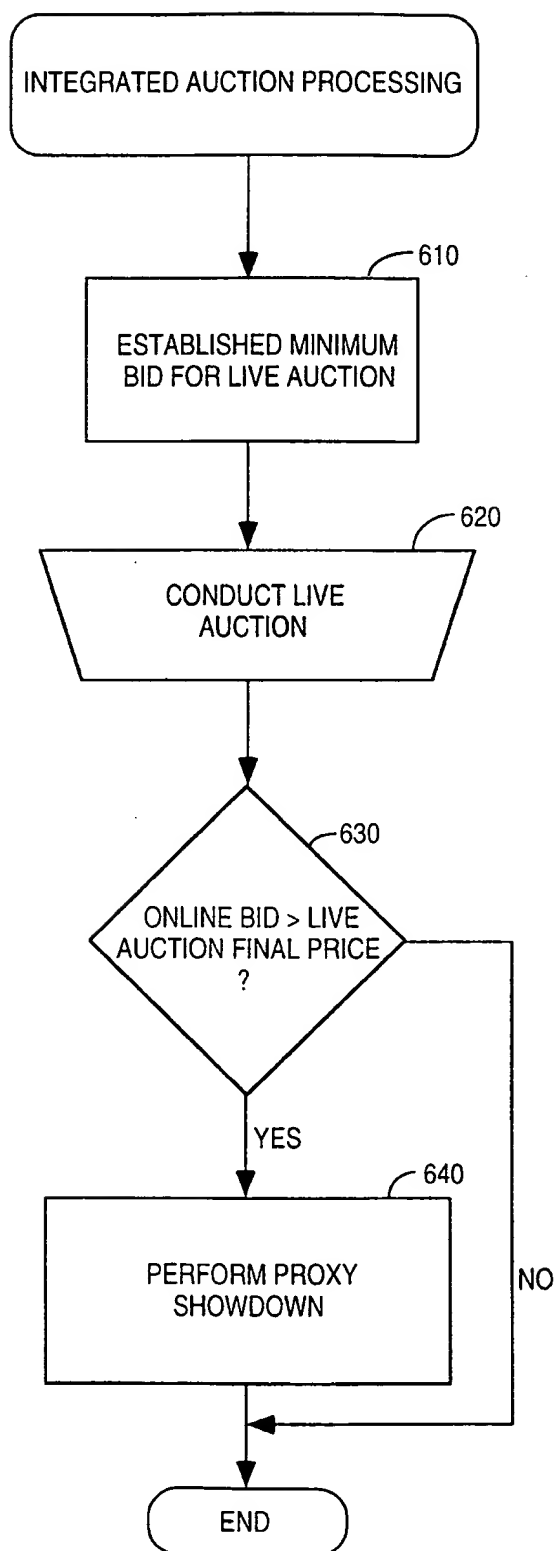 INTEGRATED AUCTION PROCESSING
610
ESTABLISHED MINIMUM
BID FOR LIVE AUCTION
620
CONDUCT LIVE
AUCTION
630
ONLINE BID > LIVE
AUCTION FINAL PRICE
?
YES
640
PERFORM PROXY
SHOWDOWN
NO
END